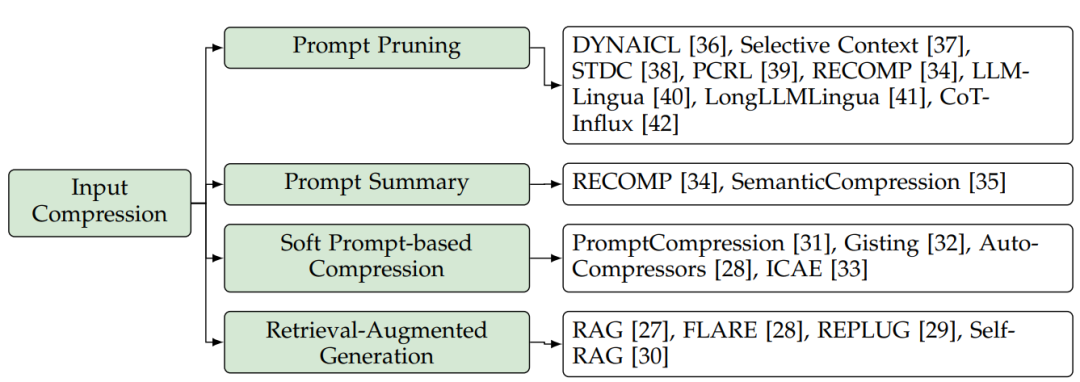 Prompt Pruning
DYNAICL [36], Selective Context [37],
STDC [38], PCRL [39], RECOMP [34], LLM-
Lingua [40], LongLLMLingua [41], CoT-
Influx [42]
Input
Compression
Prompt Summary
RECOMP [34], SemanticCompression [35]
Soft Prompt-based
Compression
PromptCompression [31], Gisting [32], Auto-
Compressors [28], ICAE [33]
Retrieval-Augmented
Generation
RAG [27], FLARE [28], REPLUG [29], Self-
RAG [30]